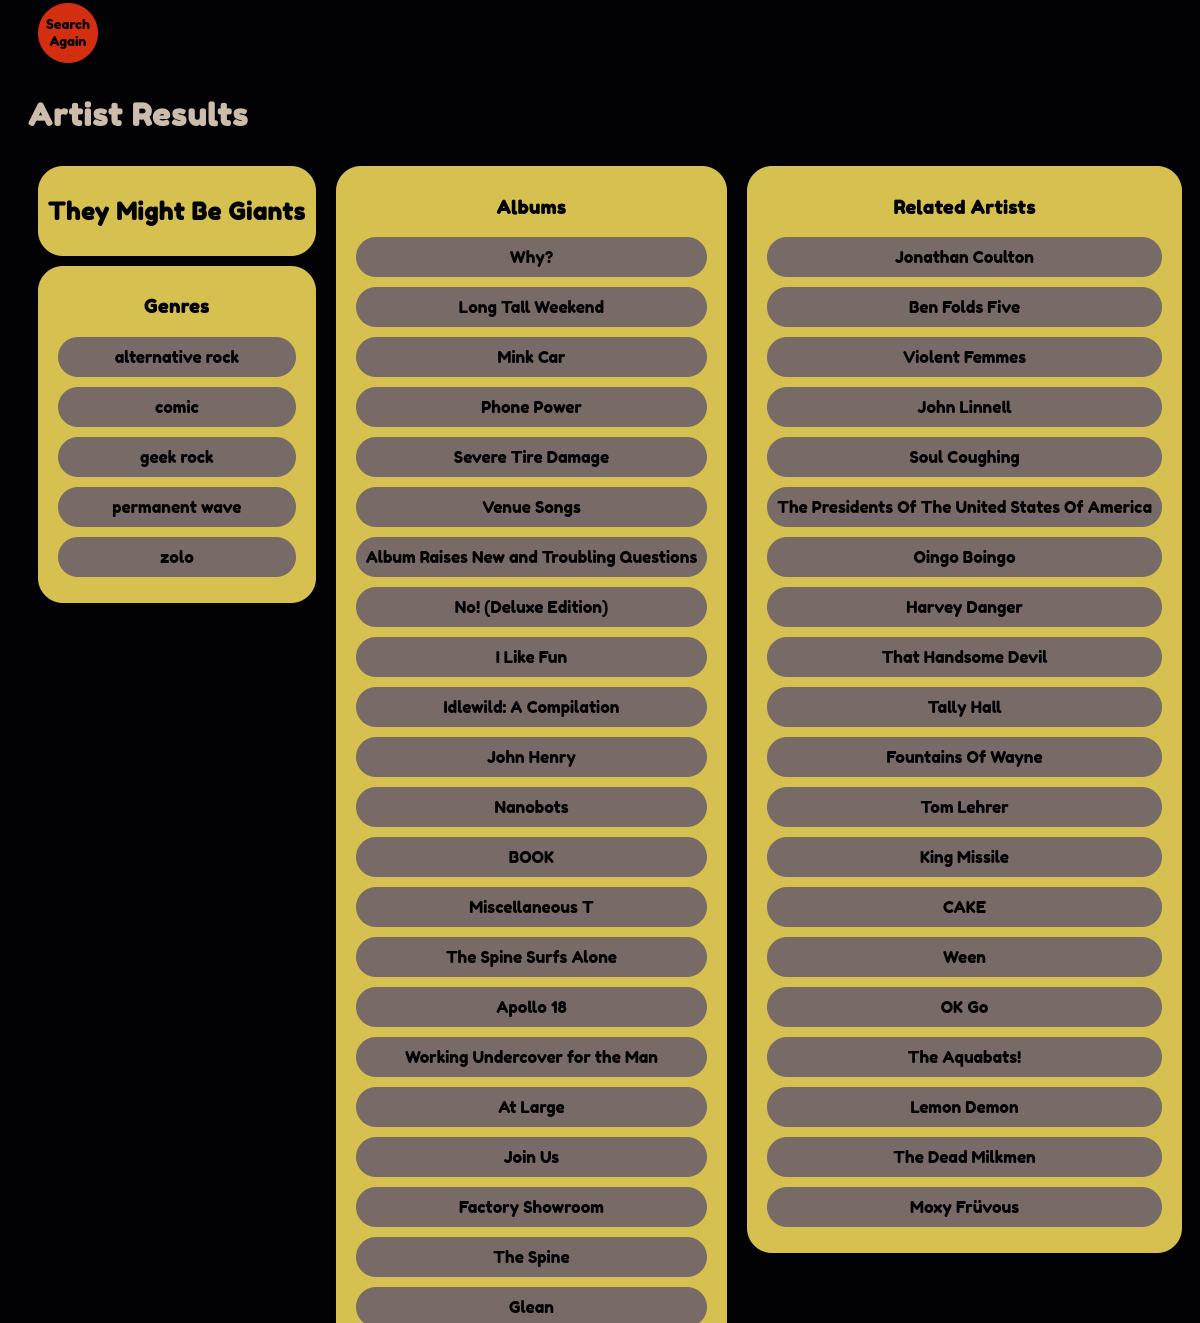 Search
Again
Artist Results
They Might Be Giants
Genres
alternative rock
comic
geek rock
permanent wave
zolo
Albums
Why?
Long Tall Weekend
Mink Car
Phone Power
Severe Tire Damage
Venue Songs
Album Raises New and Troubling Questions
No! (Deluxe Edition)
I Like Fun
Idlewild: A Compilation
John Henry
Nanobots
BOOK
Miscellaneous T
The Spine Surfs Alone
Apollo 18
Working Undercover for the Man
At Large
Join Us
Factory Showroom
The Spine
Glean
Related Artists
Jonathan Coulton
Ben Folds Five
Violent Femmes
John Linnell
Soul Coughing
The Presidents Of The United States Of America
Oingo Boingo
Harvey Danger
That Handsome Devil
Tally Hall
Fountains Of Wayne
Tom Lehrer
King Missile
CAKE
Ween
OK Go
The Aquabats!
Lemon Demon
The Dead Milkmen
Moxy Früvous